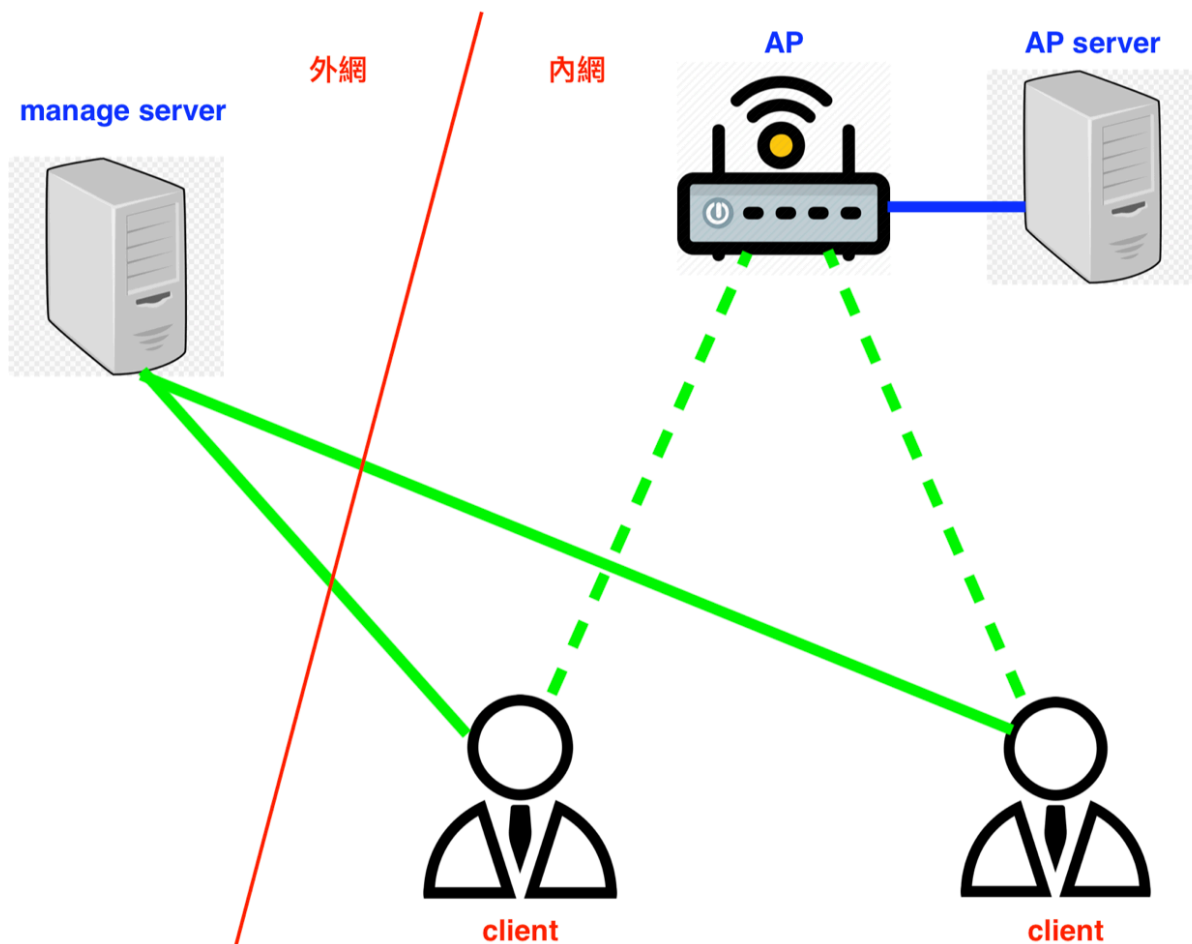 AP
AP server
外網
內網
manage server
client
client